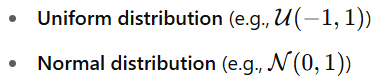 • Uniform distribution (e.g., 𝒰(−1, 1))
• Normal distribution (e.g., 𝒩(0, 1))